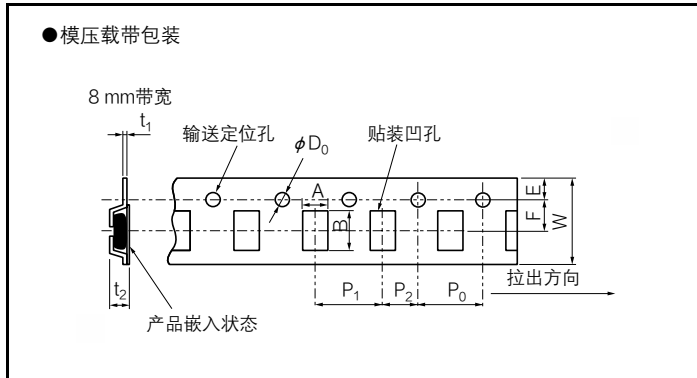 ●模压载带包装
8 mm带宽
t₁
输送定位孔
φD₀
贴装凹孔
A
B
E
F
W
t₂
P₁
P₂
P₀
拉出方向
产品嵌入状态